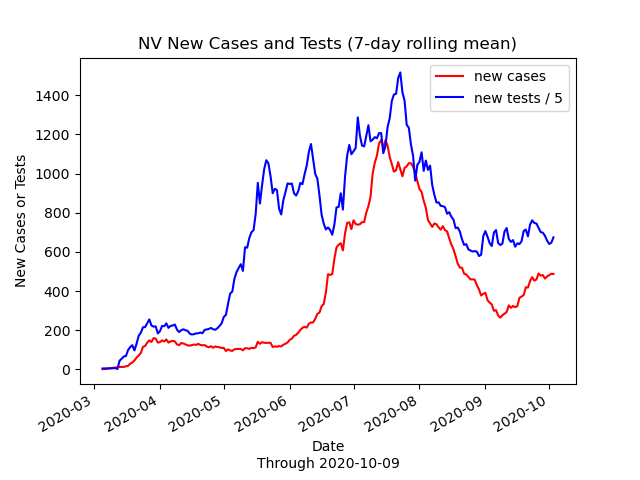 NV New Cases and Tests (7-day rolling mean)
new cases
new tests / 5
New Cases or Tests
1400
1200
1000
800
600
400
200
0
2020-03
2020-04
2020-05
2020-06
2020-07
2020-08
2020-09
2020-10
Date
Through 2020-10-09